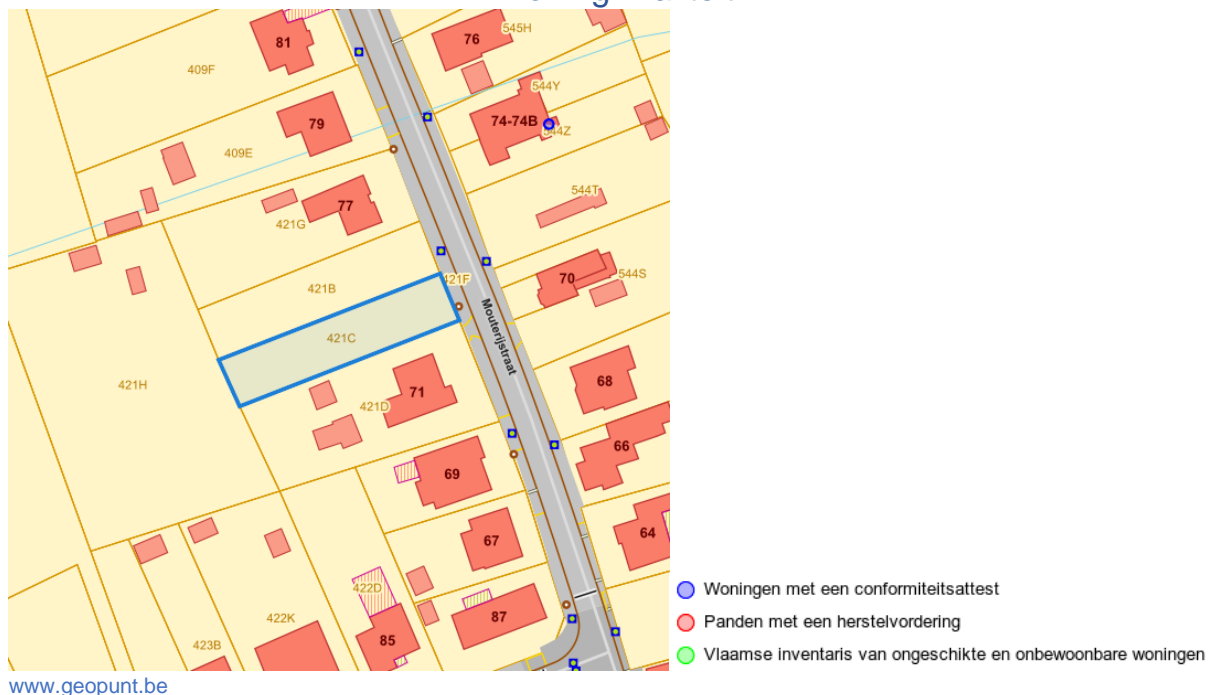 81
76
545H
409F
544Y
74-74B
544Z
79
409E
544T
77
421G
544S
70
421F
421B
Mouterijstraat
421C
68
421H
71
421D
66
69
64
67
422D
87
422K
85
423B
Woningen met een conformiteitsattest
Panden met een herstelvordering
Vlaamse inventaris van ongeschikte en onbewoonbare woningen
www.geopunt.be